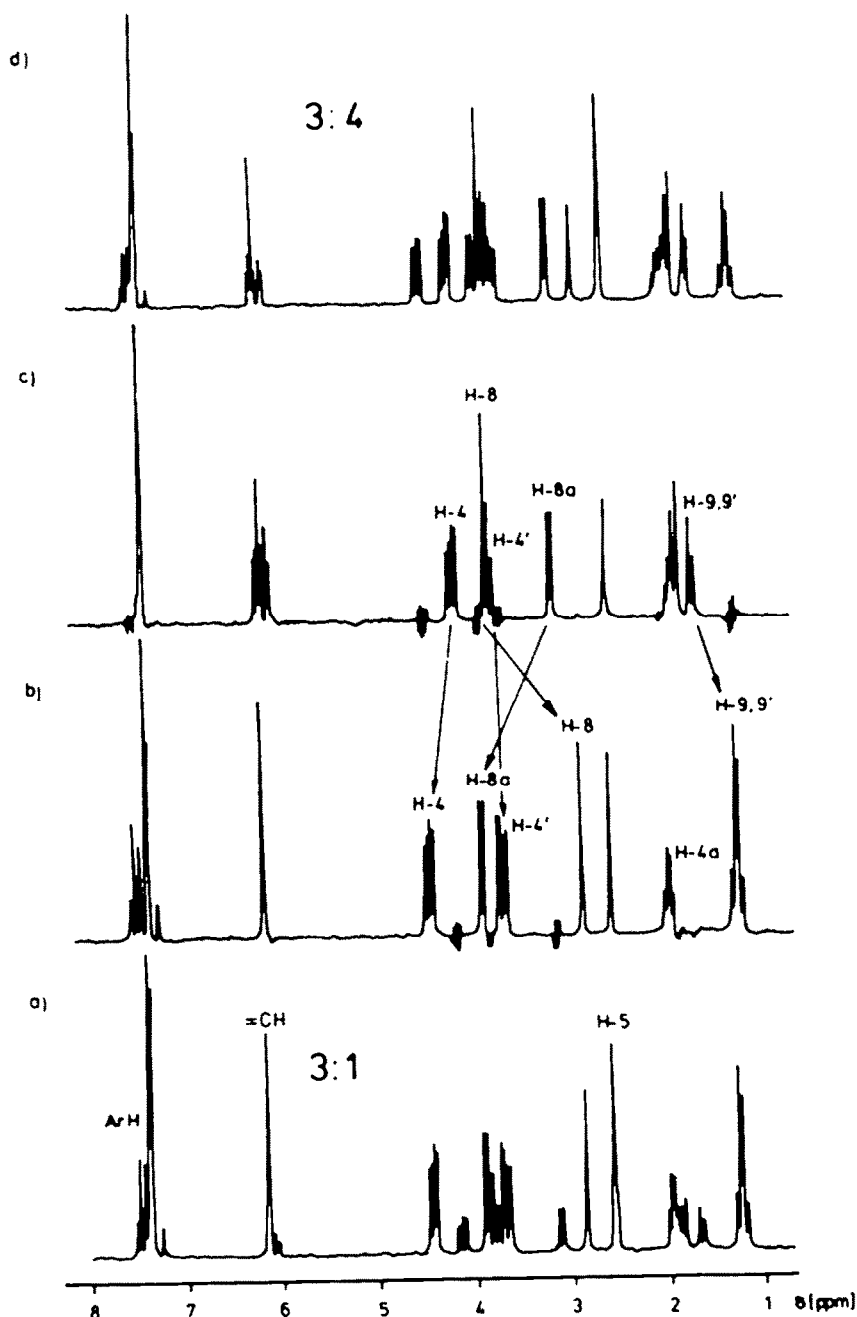 d)
3:4
c)
H-8
H-8a
H-9,9'
H-4
H-4'
b)
H-9,9'
H-8
H-8a
H-4
H-4'
H-4a
a)
=CH
H-5
3:1
ArH
8 7 6 5 4 3 2 1 δ [ppm]